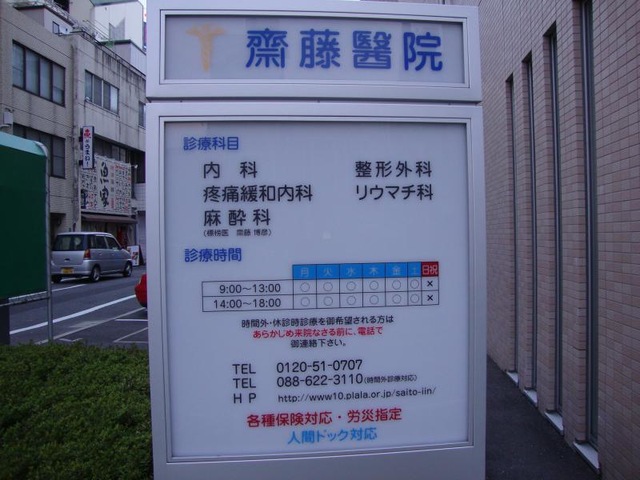 齋藤醫院
診療科目
内科 整形外科
疼痛緩和内科 リウマチ科
麻酔科
(標榜医 齋藤 博彦)
診療時間
月 火 水 木 金 土 日祝
9:00～13:00 ○ ○ ○ ○ ○ ○ ×
14:00～18:00 ○ ○ ○ ○ ○ ○ ×
時間外・休診時診療を御希望される方は
あらかじめ来院なさる前に、電話で
御連絡下さい。
TEL 0120-51-0707
TEL 088-622-3110(時間外診療対応)
HP http://www10.plala.or.jp/saito-iin/
各種保険対応・労災指定
人間ドック対応
魚家